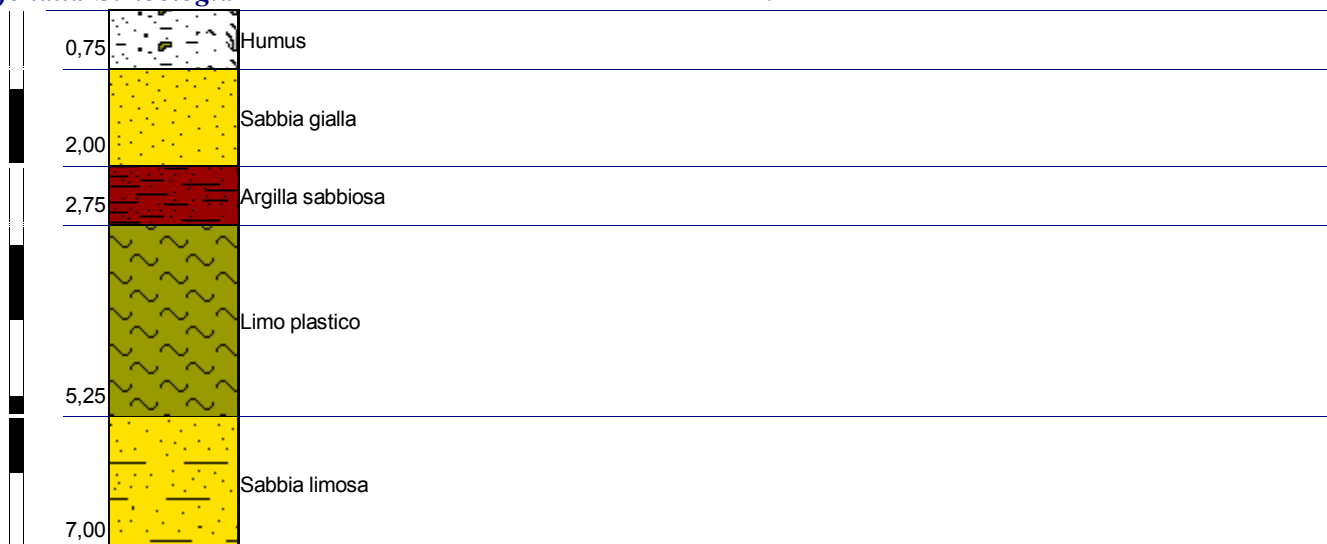 Humus
0,75
Sabbia gialla
2,00
Argilla sabbiosa
2,75
Limo plastico
5,25
Sabbia limosa
7,00